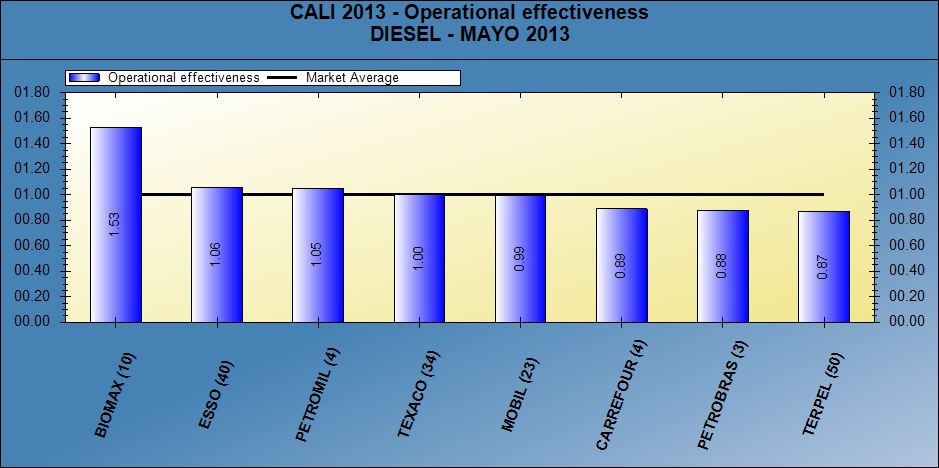 CALI 2013 - Operational effectiveness
DIESEL - MAYO 2013
Operational effectiveness Market Average
01.80 01.80
01.60 01.60
01.40 01.40
01.20 01.20
01.00 01.00
00.80 00.80
00.60 00.60
00.40 00.40
00.20 00.20
00.00 00.00
1.53
1.06
1.05
1.00
0.99
0.89
0.88
0.87
BIOMAX (10)
ESSO (40)
PETROMIL (4)
TEXACO (34)
MOBIL (23)
CARREFOUR (4)
PETROBRAS (3)
TERPEL (50)